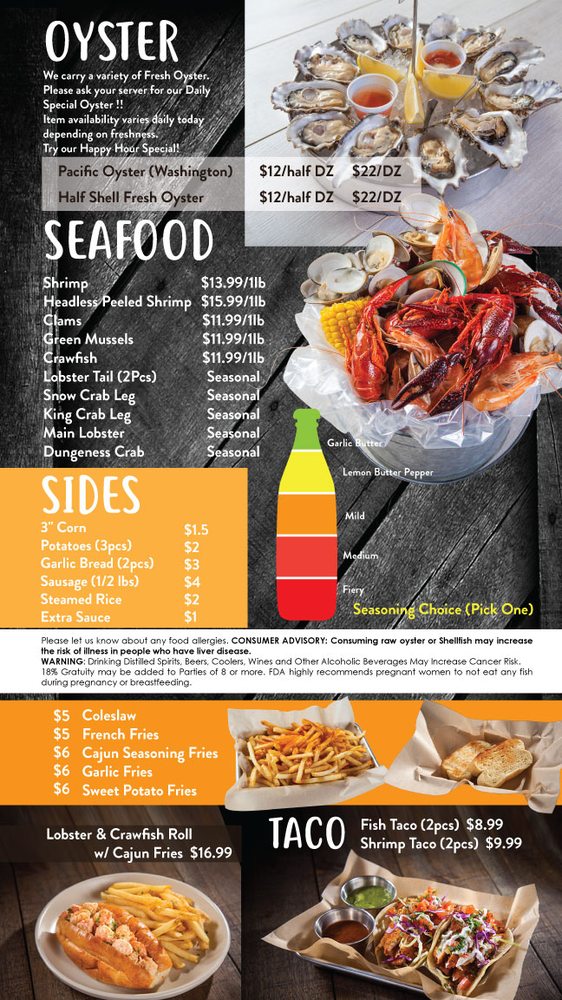 OYSTER
We carry a variety of Fresh Oyster.
Please ask your server for our Daily
Special Oyster !!
Item availability varies daily today
depending on freshness.
Try our Happy Hour Special!
Pacific Oyster (Washington) $12/half DZ $22/DZ
Half Shell Fresh Oyster $12/half DZ $22/DZ
SEAFOOD
Shrimp $13.99/1lb
Headless Peeled Shrimp $15.99/1lb
Clams $11.99/1lb
Green Mussels $11.99/1lb
Crawfish $11.99/1lb
Lobster Tail (2Pcs) Seasonal
Snow Crab Leg Seasonal
King Crab Leg Seasonal
Main Lobster Seasonal
Dungeness Crab Seasonal
Garlic Butter
Lemon Butter Pepper
Mild
Medium
Fiery
Seasoning Choice (Pick One)
SIDES
3" Corn $1.5
Potatoes (3pcs) $2
Garlic Bread (2pcs) $3
Sausage (1/2 lbs) $4
Steamed Rice $2
Extra Sauce $1
Please let us know about any food allergies. CONSUMER ADVISORY: Consuming raw oyster or Shellfish may increase
the risk of illness in people who have liver disease.
WARNING: Drinking Distilled Spirits, Beers, Coolers, Wines and Other Alcoholic Beverages May Increase Cancer Risk.
18% Gratuity may be added to Parties of 8 or more. FDA highly recommends pregnant women to not eat any fish
during pregnancy or breastfeeding.
$5 Coleslaw
$5 French Fries
$6 Cajun Seasoning Fries
$6 Garlic Fries
$6 Sweet Potato Fries
Lobster & Crawfish Roll
w/ Cajun Fries $16.99
TACO
Fish Taco (2pcs) $8.99
Shrimp Taco (2pcs) $9.99